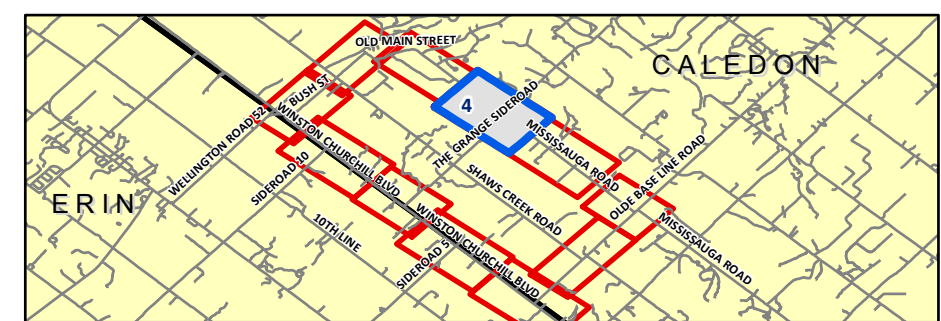 OLD MAIN STREET
CALEDON
BUSH ST
4
THE GRANGE SIDEROAD
WELLINGTON ROAD 52
WINSTON CHURCHILL BLVD
MISSISSAUGA ROAD
SIDEROAD 10
SHAWS CREEK ROAD
OLDE BASE LINE ROAD
ERIN
10TH LINE
WINSTON CHURCHILL BLVD
MISSISSAUGA ROAD
SIDEROAD 5